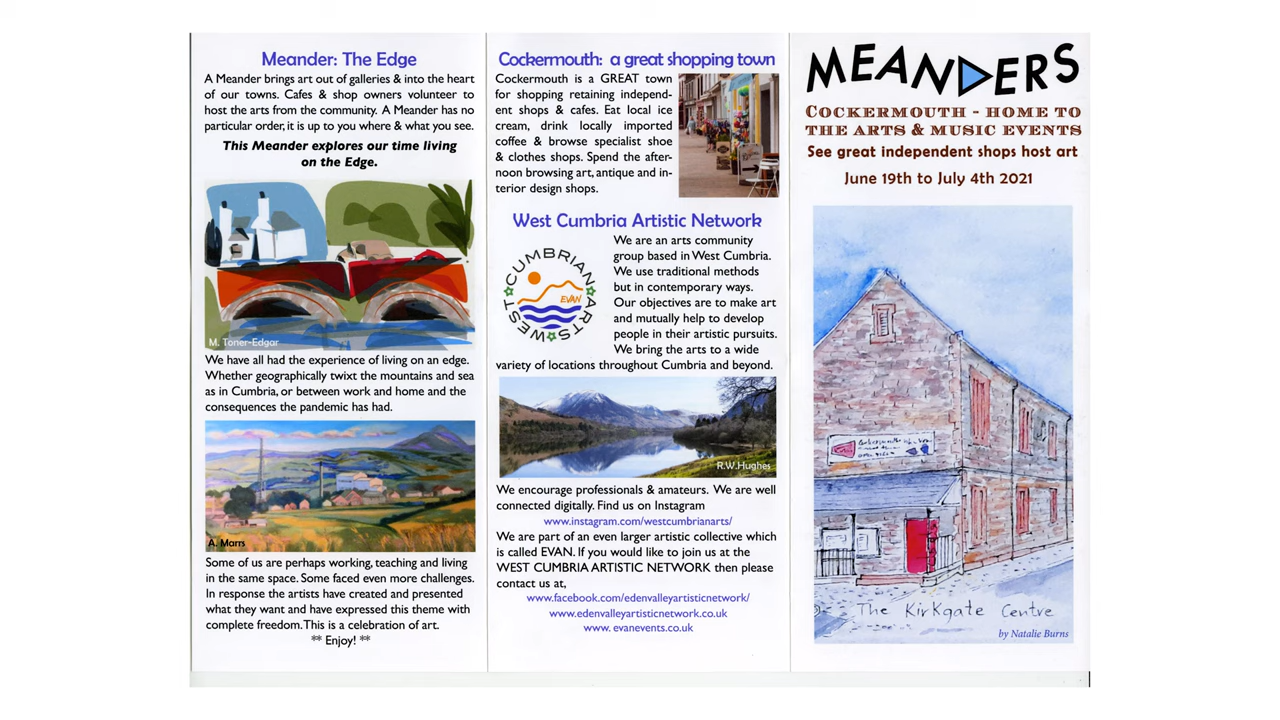 Meander: The Edge
A Meander brings art out of galleries & into the heart
of our towns. Cafes & shop owners volunteer to
host the arts from the community. A Meander has no
particular order, it is up to you where & what you see.
This Meander explores our time living
on the Edge.
M. Toner-Edgar
We have all had the experience of living on an edge.
Whether geographically twixt the mountains and sea
as in Cumbria, or between work and home and the
consequences the pandemic has had.
A. Marrs
Some of us are perhaps working, teaching and living
in the same space. Some faced even more challenges.
In response the artists have created and presented
what they want and have expressed this theme with
complete freedom. This is a celebration of art.
** Enjoy! **
Cockermouth: a great shopping town
Cockermouth is a GREAT town
for shopping retaining independ-
ent shops & cafes. Eat local ice
cream, drink locally imported
coffee & browse specialist shoe
& clothes shops. Spend the after-
noon browsing art, antique and in-
terior design shops.
West Cumbria Artistic Network
WEST CUMBRIAN ARTS
EVAN
We are an arts community
group based in West Cumbria.
We use traditional methods
but in contemporary ways.
Our objectives are to make art
and mutually help to develop
people in their artistic pursuits.
We bring the arts to a wide
variety of locations throughout Cumbria and beyond.
R.W.Hughes
We encourage professionals & amateurs. We are well
connected digitally. Find us on Instagram
www.instagram.com/westcumbrianarts/
We are part of an even larger artistic collective which
is called EVAN. If you would like to join us at the
WEST CUMBRIA ARTISTIC NETWORK then please
contact us at,
www.facebook.com/edenvalleyartisticnetwork/
www.edenvalleyartisticnetwork.co.uk
www. evanevents.co.uk
MEANDERS
COCKERMOUTH - HOME TO
THE ARTS & MUSIC EVENTS
See great independent shops host art
June 19th to July 4th 2021
The Kirkgate Centre
by Natalie Burns